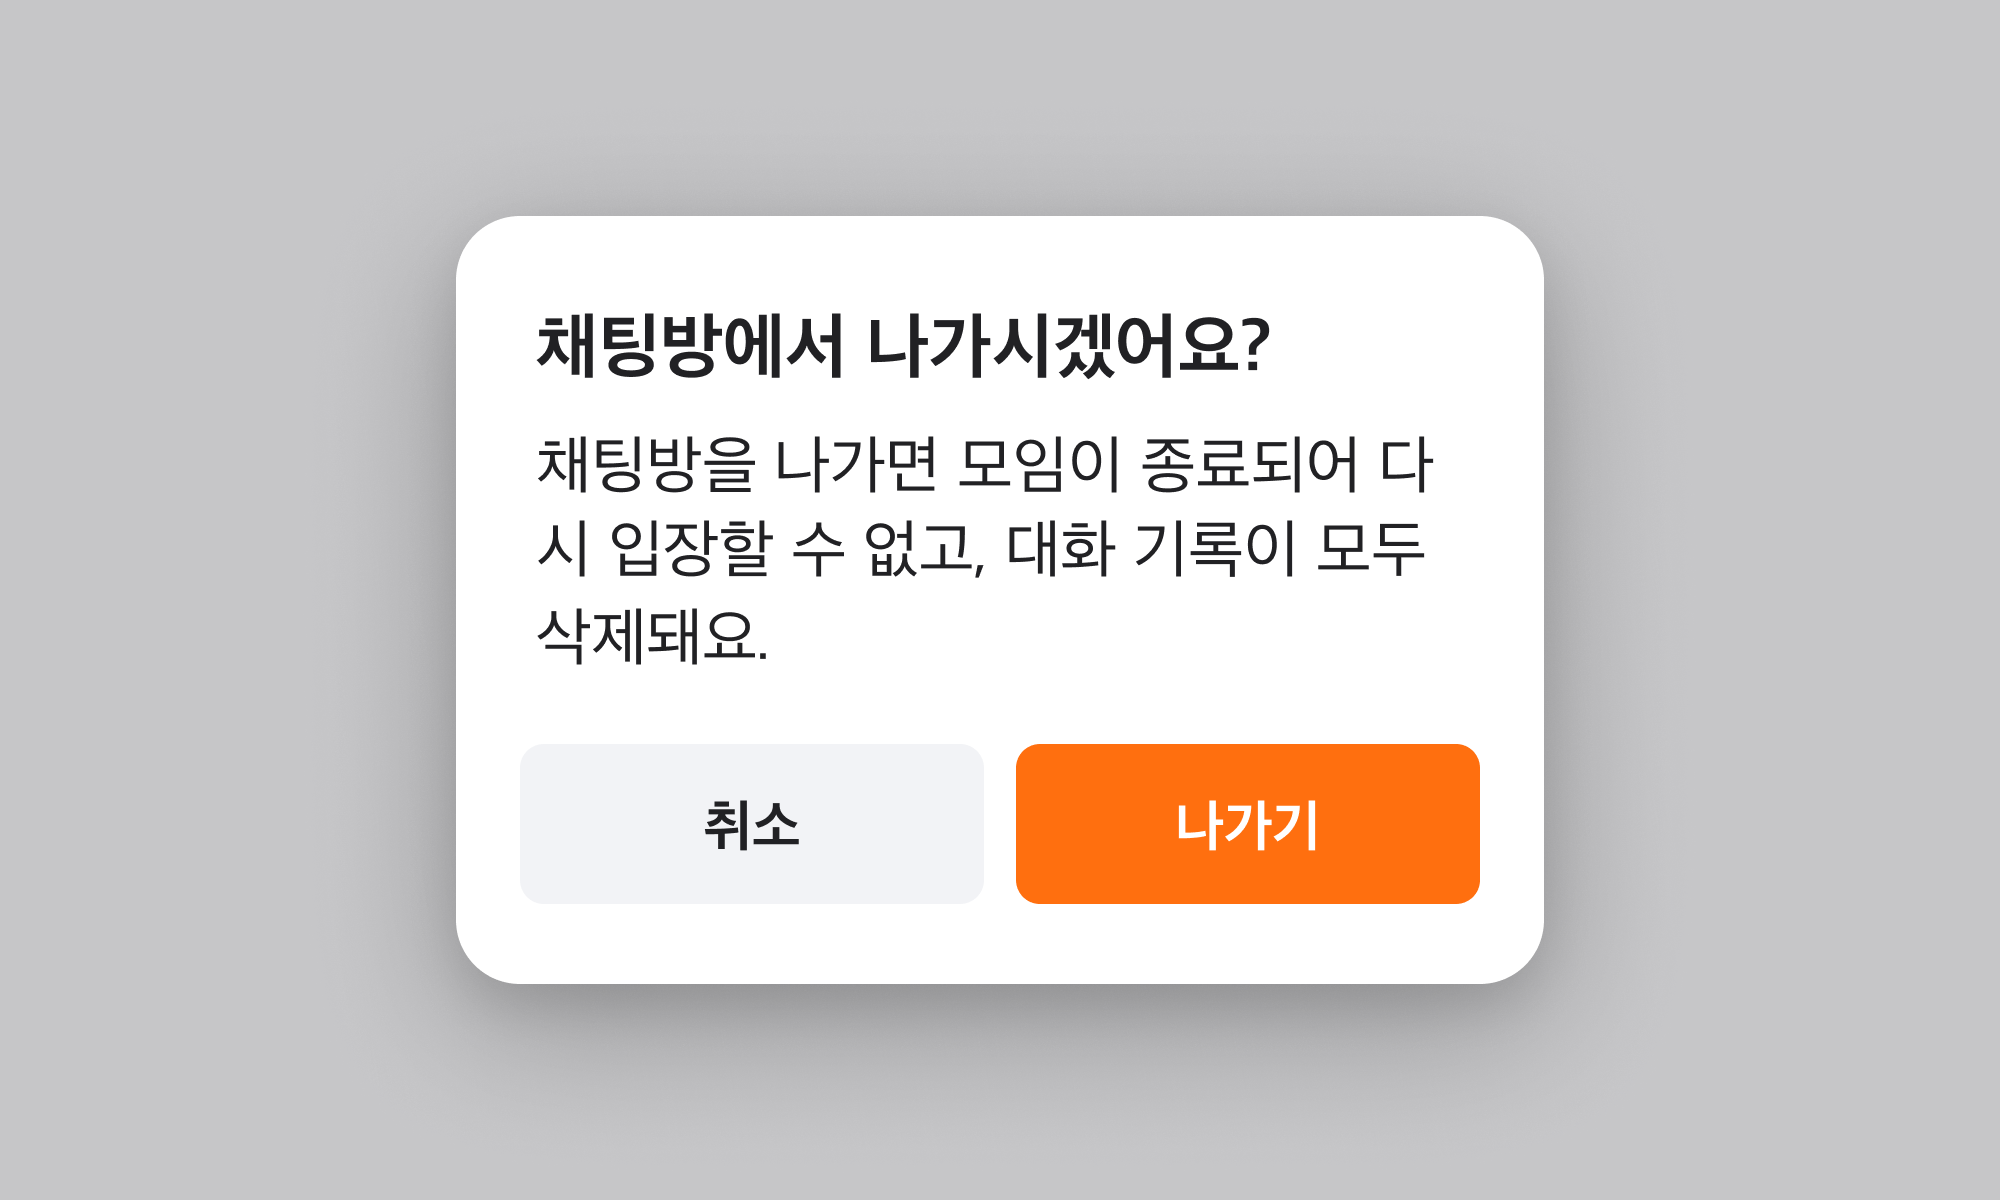 채팅방에서 나가시겠어요?
채팅방을 나가면 모임이 종료되어 다
시 입장할 수 없고, 대화 기록이 모두
삭제돼요.
취소
나가기